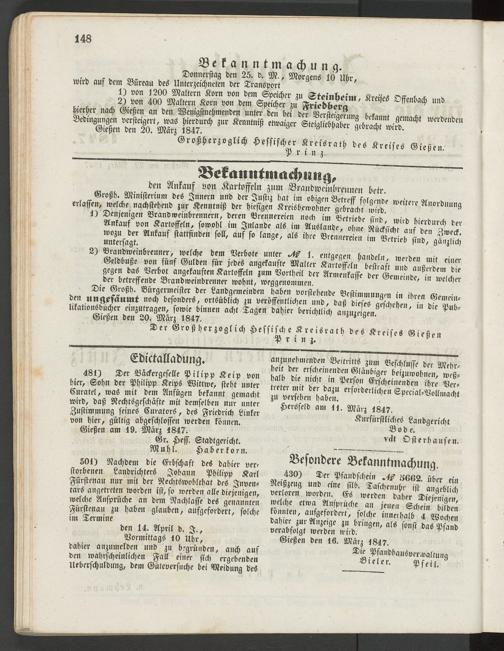 148
Bekanntmachung.
Donnerstag den 25. d. M., Morgens 10 Uhr,
wird auf dem Büreau des Unterzeichneten der Transport
1) von 1200 Maltern Korn von dem Speicher zu Steinheim, Kreises Offenbach und
2) von 400 Maltern Korn von dem Speicher zu Friedberg
hierher nach Gießen an den Wenigstnehmenden unter den bei der Versteigerung bekannt gemacht werdenden
Bedingungen versteigert, was hierdurch zur Kenntniß etwaiger Steigliebhaber gebracht wird.
Gießen den 20. März 1847.
Großherzoglich Hessischer Kreisrath des Kreises Gießen.
Prinz.
Bekanntmachung,
den Ankauf von Kartoffeln zum Brandweinbrennen betr.
Großh. Ministerium des Innern und der Justiz hat im obigen Betreff folgende weitere Anordnung
erlassen, welche nachstehend zur Kenntniß der hiesigen Kreisbewohner gebracht wird.
1) Denjenigen Brandweinbrennern, deren Brennereien noch im Betriebe sind, wird hierdurch der
Ankauf von Kartoffeln, sowohl im Inlande als im Auslande, ohne Rücksicht auf den Zweck,
wozu der Ankauf stattfinden soll, auf so lange, als ihre Brennereien im Betrieb sind, gänzlich
untersagt.
2) Brandweinbrenner, welche dem Verbote unter № 1. entgegen handeln, werden mit einer
Geldbuße von fünf Gulden für jedes angekaufte Malter Kartoffeln bestraft und außerdem die
gegen das Verbot angekauften Kartoffeln zum Vortheil der Armenkasse der Gemeinde, in welcher
der betreffende Brandweinbrenner wohnt, weggenommen.
Die Großh. Bürgermeister der Landgemeinden haben vorstehende Bestimmungen in ihren Gemein-
den ungesäumt noch besonders, ortsüblich zu veröffentlichen und, daß dieses geschehen, in die Pub-
likationsbücher einzutragen, sowie binnen acht Tagen dahier berichtlich anzuzeigen.
Gießen den 20. März 1847.
Der Großherzoglich Hessische Kreisrath des Kreises Gießen
Prinz.
Edictalladung.
481) Der Bäckergeselle Pilipp Keip von
hier, Sohn der Philipp Keips Wittwe, steht unter
Curatel, was mit dem Anfügen bekannt gemacht
wird, daß Rechtsgeschäfte mit demselben nur unter
Zustimmung seines Curators, des Friedrich Linker
von hier, gültig abgeschlossen werden können.
Gießen am 19. März 1847.
Gr. Hess. Stadtgericht.
Muhl. Haberkorn.
501) Nachdem die Erbschaft des dahier ver-
storbenen Landrichters Johann Philipp Karl
Fürstenau nur mit der Rechtswohlthat des Inven-
tars angetreten worden ist, so werden alle diejenigen,
welche Ansprüche an den Nachlasse des genannten
Fürstenau zu haben glauben, aufgefordert, solche
im Termine
den 14. April d. J.,
Vormittags 10 Uhr,
dahier anzumelden und zu begründen, auch auf
den wahrscheinlichen Fall einer sich ergebenden
Ueberschuldung, dem Güteversuche bei Meidung des
anzunehmenden Beitritts zum Beschlusse der Mehr-
heit der erscheinenden Gläubiger beizuwohnen, weß-
halb die nicht in Person Erscheinenden ihre Ver-
treter mit der dazu erforderlichen Special-Vollmacht
zu versehen haben.
Hersfeld am 11. März 1847.
Kurfürstliches Landgericht
Bode.
vdt Osterhausen.
Besondere Bekanntmachung.
430) Der Pfandschein № 5662. über ein
Reißzeug und eine silb. Taschenuhr ist angeblich
verloren worden. Es werden daher Diejenigen,
welche etwa Ansprüche an jenen Schein bilden
könnten, aufgefordert, solche innerhalb 4 Wochen
dahier zur Anzeige zu bringen, als sonst das Pfand
verabfolgt werden wird.
Gießen den 16. März 1847.
Die Pfandhausverwaltung
Bieler. Pfeil.